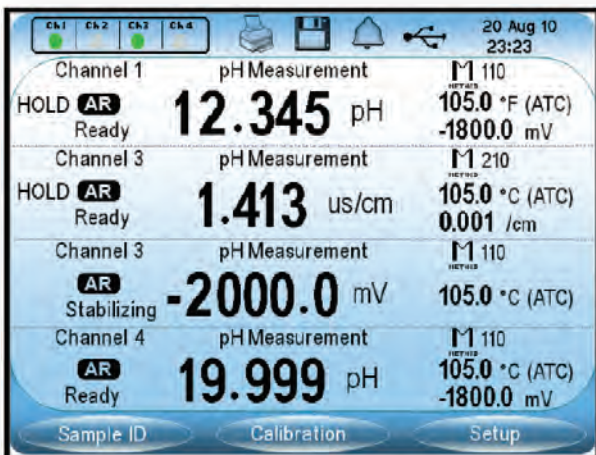 Ch1 Ch2 Ch3 Ch4 20 Aug 10
23:23
Channel 1 pH Measurement M 110
METHOD
HOLD AR 12.345 pH 105.0 °F (ATC)
Ready -1800.0 mV
Channel 3 pH Measurement M 210
METHOD
HOLD AR 1.413 us/cm 105.0 °C (ATC)
Ready 0.001 /cm
Channel 3 pH Measurement M 110
METHOD
AR -2000.0 mV 105.0 °C (ATC)
Stabilizing
Channel 4 pH Measurement M 110
METHOD
AR 19.999 pH 105.0 °C (ATC)
Ready -1800.0 mV
Sample ID Calibration Setup